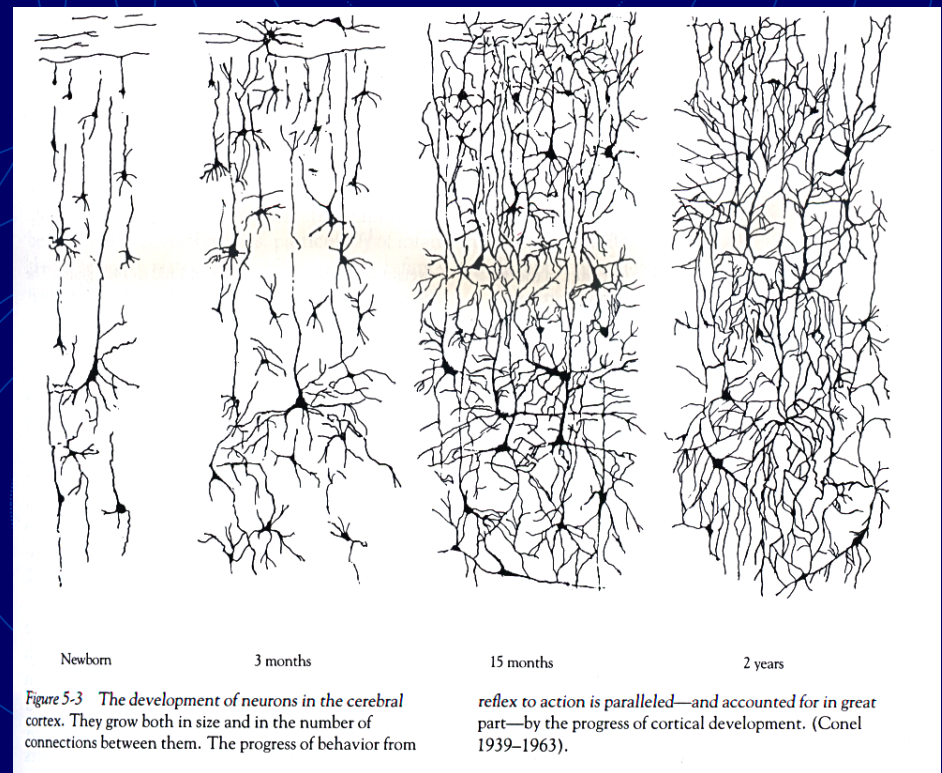 Newborn
3 months
15 months
2 years
Figure 5-3 The development of neurons in the cerebral
cortex. They grow both in size and in the number of
connections between them. The progress of behavior from
reflex to action is paralleled—and accounted for in great
part—by the progress of cortical development. (Conel
1939–1963).